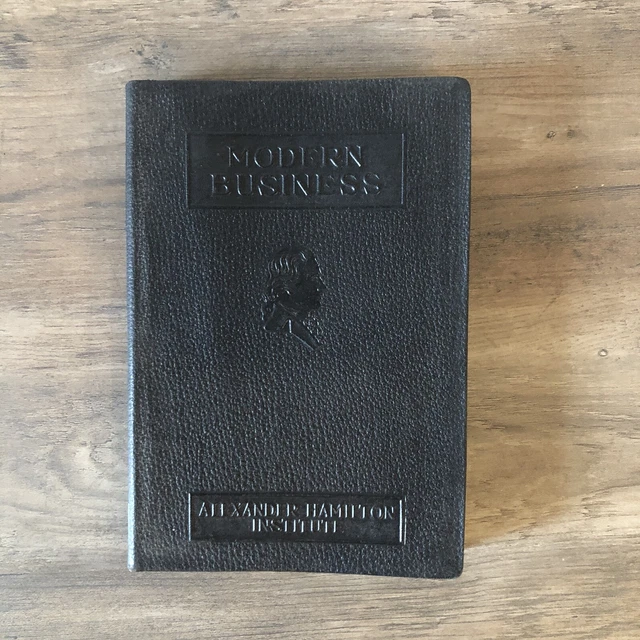 MODERN
BUSINESS
ALEXANDER HAMILTON
INSTITUTE